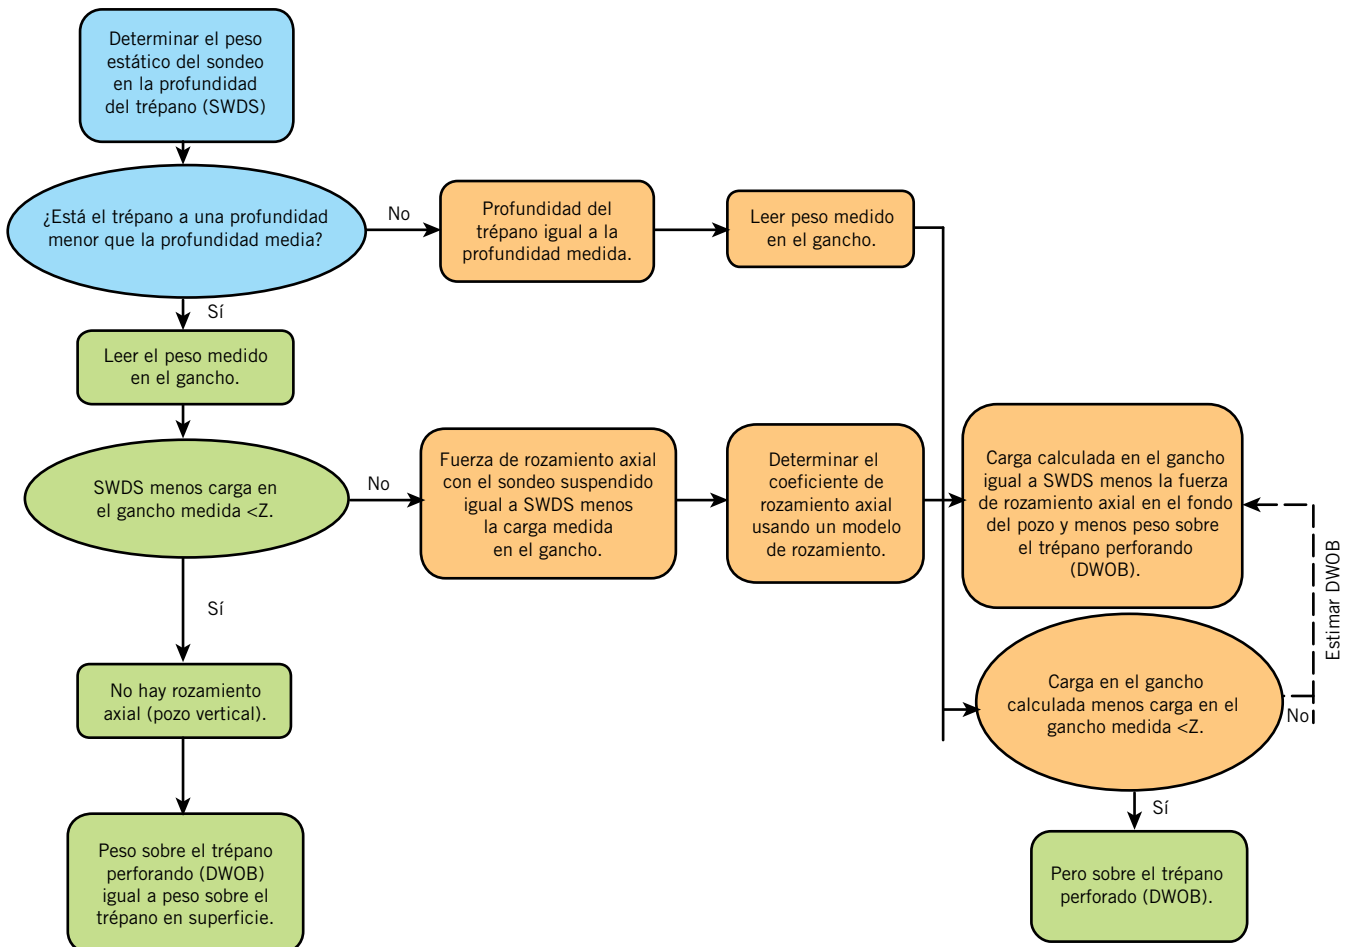 Determinar el peso
estático del sondeo
en la profundidad
del trépano (SWDS)
¿Está el trépano a una profundidad
menor que la profundidad media?
No
Profundidad del
trépano igual a la
profundidad medida.
Leer peso medido
en el gancho.
Sí
Leer el peso medido
en el gancho.
SWDS menos carga en
el gancho medida <Z.
No
Fuerza de rozamiento axial
con el sondeo suspendido
igual a SWDS menos
la carga medida
en el gancho.
Determinar el
coeficiente de
rozamiento axial
usando un modelo
de rozamiento.
Carga calculada en el gancho
igual a SWDS menos la fuerza
de rozamiento axial en el fondo
del pozo y menos peso sobre
el trépano perforando
(DWOB).
Estimar DWOB
Sí
No hay rozamiento
axial (pozo vertical).
Carga en el gancho
calculada menos carga en el
gancho medida <Z.
No
Sí
Peso sobre el trépano
perforando (DWOB)
igual a peso sobre el
trépano en superficie.
Pero sobre el trépano
perforado (DWOB).